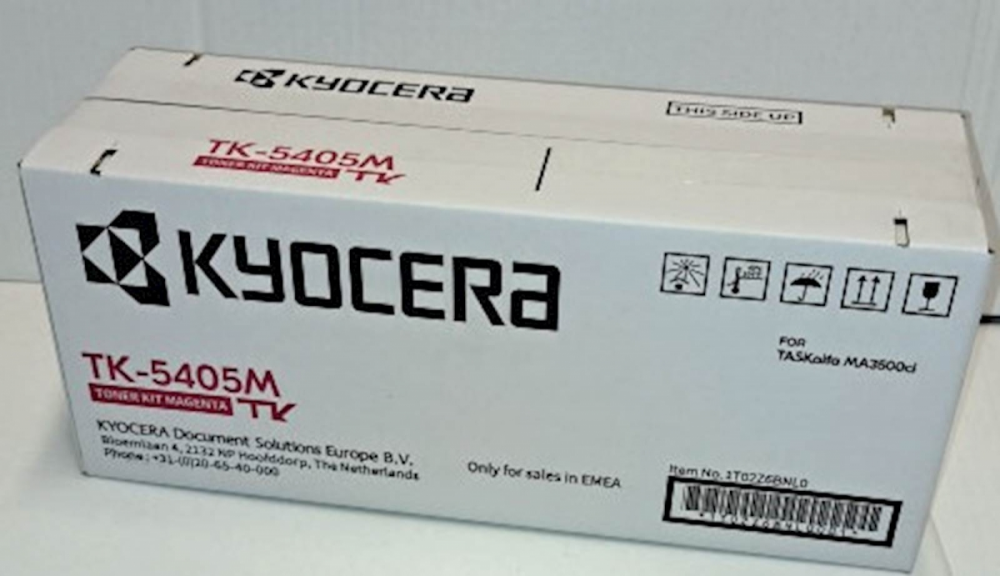 KYOCERA
THIS SIDE UP
TK-5405M
TONER KIT MAGENTA
TK
KYOCERA
FOR
TASKalfa MA3500ci
TK-5405M
TONER KIT MAGENTA
TK
KYOCERA Document Solutions Europe B.V.
Bloemlaan 4, 2132 NP Hoofddorp, The Netherlands
Phone: +31-(0)20-65-40-000
Only for sales in EMEA
Item No. 1T02Z6BNL0